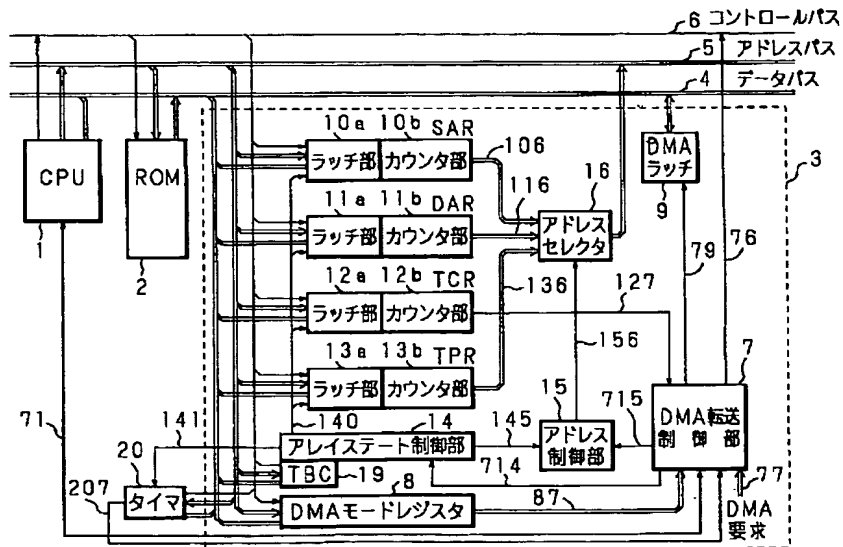 6 コントロールバス
5 アドレスバス
4 データバス
10a 10b SAR
ラッチ部 カウンタ部
106
11a 11b DAR
ラッチ部 カウンタ部
116
12a 12b TCR
ラッチ部 カウンタ部
136
127
13a 13b TPR
ラッチ部 カウンタ部
CPU
1
ROM
2
16
アドレス
セレクタ
DMA
ラッチ
9
3
79
76
156
7
DMA転送
制御部
715
15
アドレス
制御部
140
14
アレイステート制御部
145
714
TBC
19
8
DMAモードレジスタ
87
77
DMA
要求
71
141
20
タイマ
207